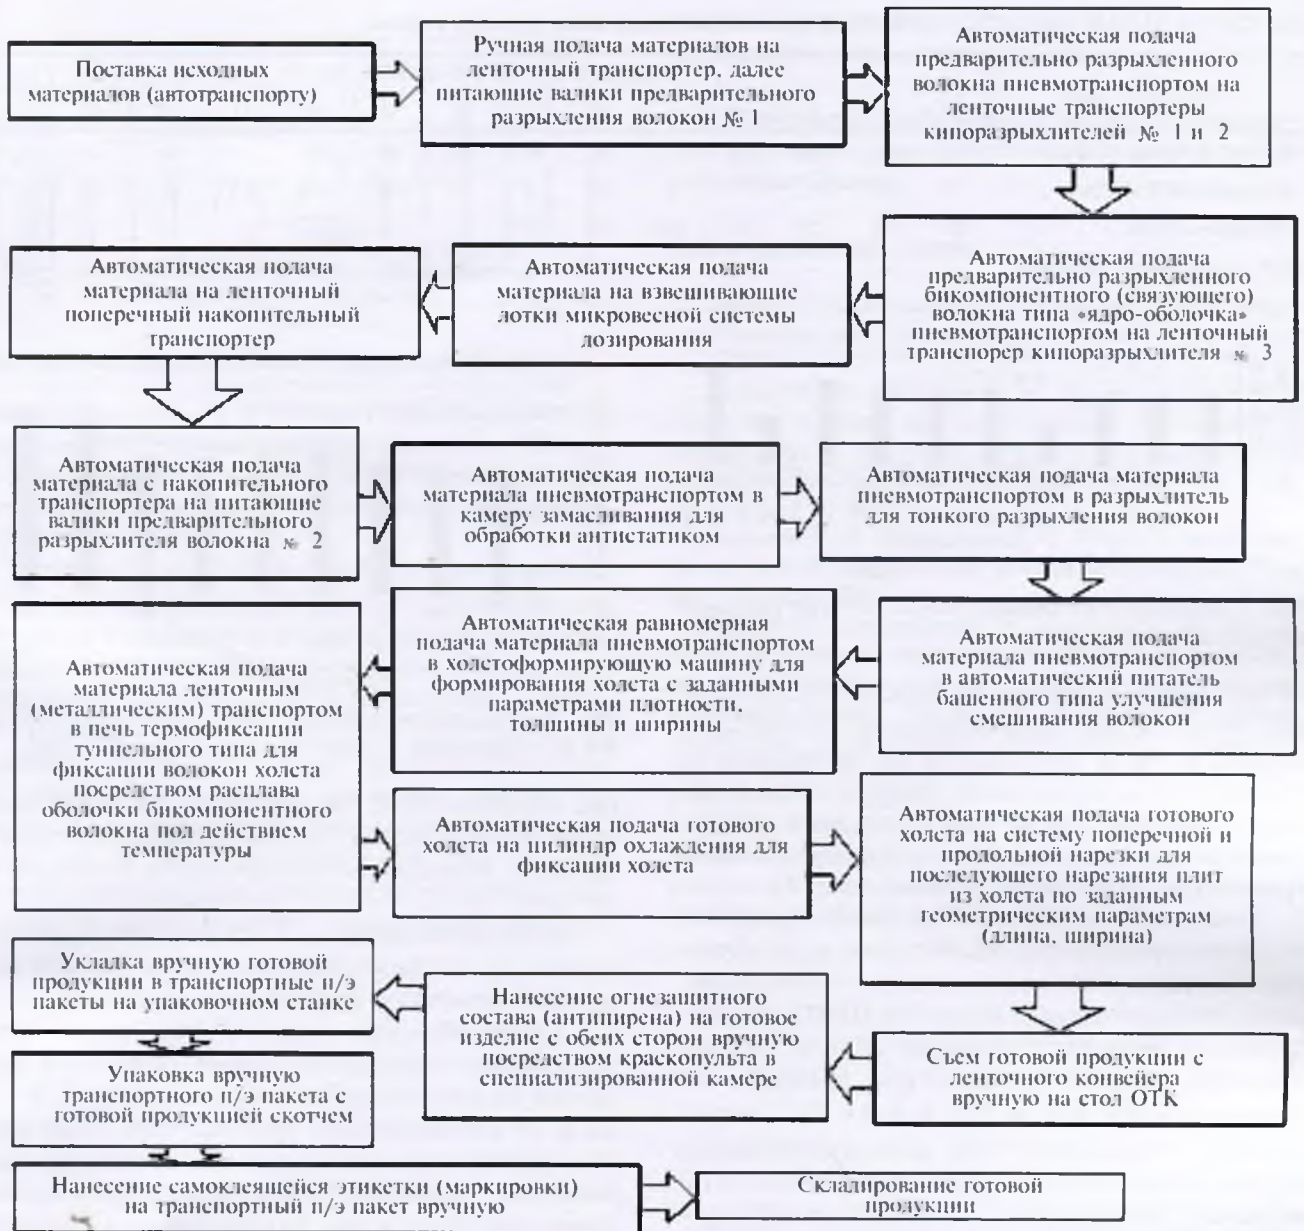 Поставка исходных
материалов (автотранспорту)
Ручная подача материалов на
ленточный транспортер, далее
питающие валики предварительного
разрыхления волокон № 1
Автоматическая подача
предварительно разрыхленного
волокна пневмотранспортом на
ленточные транспортеры
кипоразрыхлителей № 1 и 2
Автоматическая подача
предварительно разрыхленного
бикомпонентного (связующего)
волокна типа «ядро-оболочка»
пневмотранспортом на ленточный
транспорер кипоразрыхлителя № 3
Автоматическая подача
материала на взвешивающие
лотки микровесной системы
дозирования
Автоматическая подача
материала на ленточный
поперечный накопительный
транспортер
Автоматическая подача
материала с накопительного
транспортера на питающие
валики предварительного
разрыхлителя волокна № 2
Автоматическая подача
материала пневмотранспортом в
камеру замасливания для
обработки антистатиком
Автоматическая подача материала
пневмотранспортом в разрыхлитель
для тонкого разрыхления волокон
Автоматическая подача
материала пневмотранспортом
в автоматический питатель
башенного типа улучшения
смешивания волокон
Автоматическая равномерная
подача материала пневмотранспортом
в холстоформирующую машину для
формирования холста с заданными
параметрами плотности,
толщины и ширины
Автоматическая подача
материала ленточным
(металлическим) транспортом
в печь термофиксации
туннельного типа для
фиксации волокон холста
посредством расплава
оболочки бикомпонентного
волокна под действием
температуры
Автоматическая подача готового
холста на цилиндр охлаждения для
фиксации холста
Автоматическая подача готового
холста на систему поперечной и
продольной нарезки для
последующего нарезания плит
из холста по заданным
геометрическим параметрам
(длина, ширина)
Съем готовой продукции с
ленточного конвейера
вручную на стол ОТК
Нанесение огнезащитного
состава (антипирена) на готовое
изделие с обеих сторон вручную
посредством краскопульта в
специализированной камере
Укладка вручную готовой
продукции в транспортные п/э
пакеты на упаковочном станке
Упаковка вручную
транспортного п/э пакета с
готовой продукцией скотчем
Нанесение самоклеящейся этикетки (маркировки)
на транспортный п/э пакет вручную
Складирование готовой
продукции